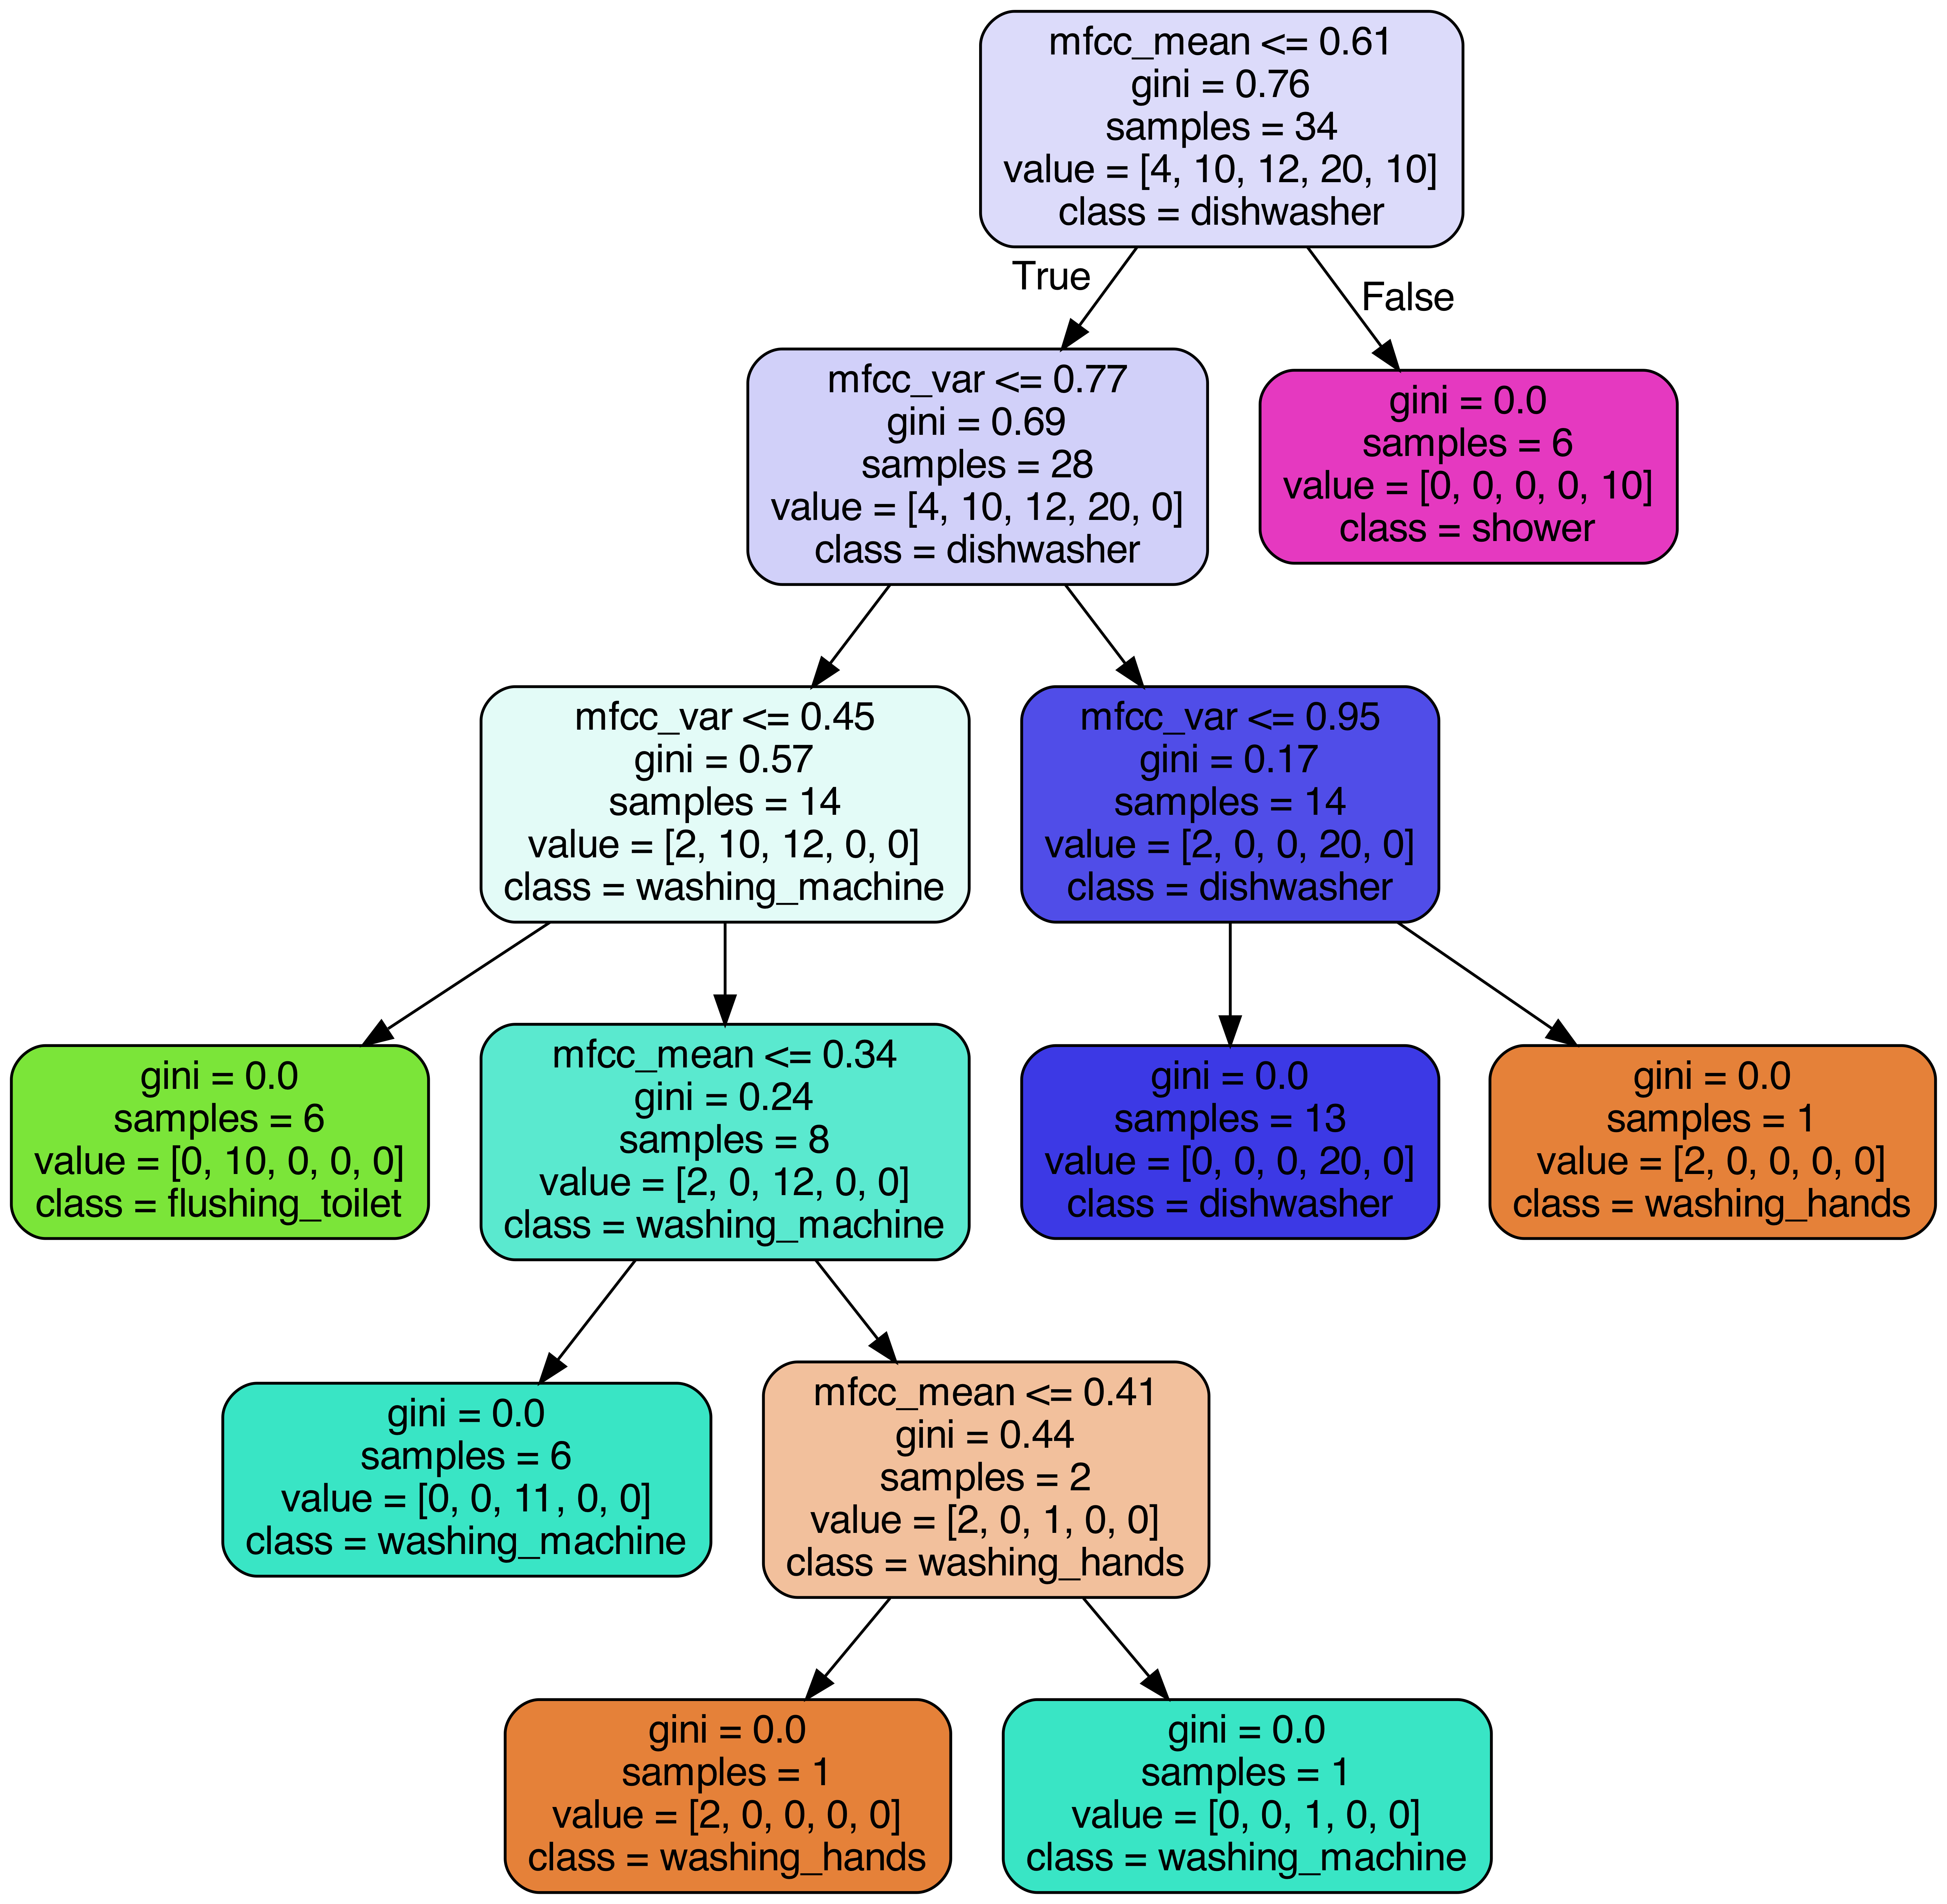 mfcc_mean <= 0.61
gini = 0.76
samples = 34
value = [4, 10, 12, 20, 10]
class = dishwasher
True
False
mfcc_var <= 0.77
gini = 0.69
samples = 28
value = [4, 10, 12, 20, 0]
class = dishwasher
gini = 0.0
samples = 6
value = [0, 0, 0, 0, 10]
class = shower
mfcc_var <= 0.45
gini = 0.57
samples = 14
value = [2, 10, 12, 0, 0]
class = washing_machine
mfcc_var <= 0.95
gini = 0.17
samples = 14
value = [2, 0, 0, 20, 0]
class = dishwasher
gini = 0.0
samples = 6
value = [0, 10, 0, 0, 0]
class = flushing_toilet
mfcc_mean <= 0.34
gini = 0.24
samples = 8
value = [2, 0, 12, 0, 0]
class = washing_machine
gini = 0.0
samples = 13
value = [0, 0, 0, 20, 0]
class = dishwasher
gini = 0.0
samples = 1
value = [2, 0, 0, 0, 0]
class = washing_hands
gini = 0.0
samples = 6
value = [0, 0, 11, 0, 0]
class = washing_machine
mfcc_mean <= 0.41
gini = 0.44
samples = 2
value = [2, 0, 1, 0, 0]
class = washing_hands
gini = 0.0
samples = 1
value = [2, 0, 0, 0, 0]
class = washing_hands
gini = 0.0
samples = 1
value = [0, 0, 1, 0, 0]
class = washing_machine